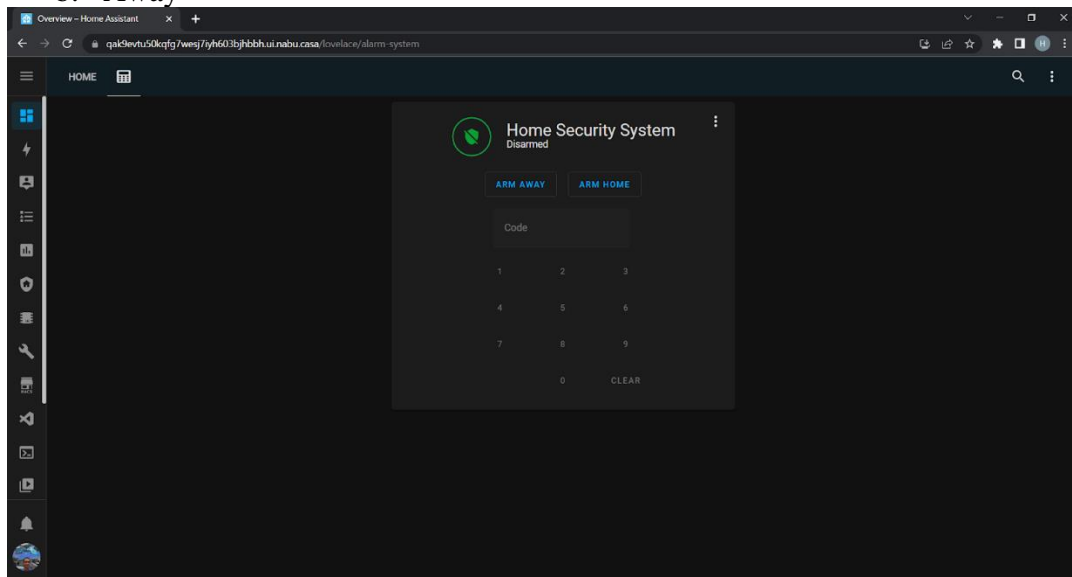 Overview – Home Assistant
qak9evtu50kqfg7wesj7iyh603bjhbbh.ui.nabu.casa/lovelace/alarm-system
H
HOME
Home Security System
Disarmed
ARM AWAY ARM HOME
Code
1 2 3
4 5 6
7 8 9
0 CLEAR